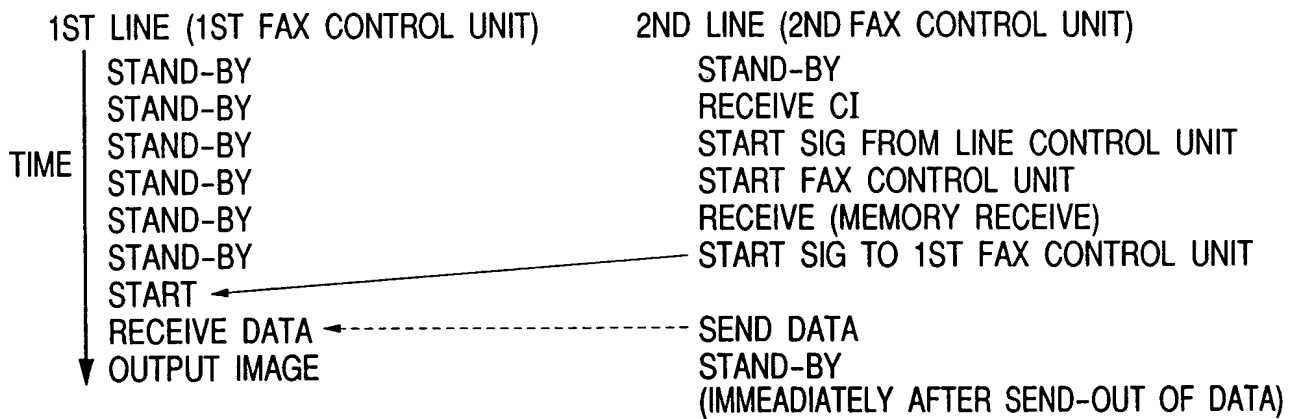 1ST LINE (1ST FAX CONTROL UNIT) 2ND LINE (2ND FAX CONTROL UNIT)
STAND-BY STAND-BY
STAND-BY RECEIVE CI
TIME STAND-BY START SIG FROM LINE CONTROL UNIT
STAND-BY START FAX CONTROL UNIT
STAND-BY RECEIVE (MEMORY RECEIVE)
STAND-BY START SIG TO 1ST FAX CONTROL UNIT
START
RECEIVE DATA SEND DATA
OUTPUT IMAGE STAND-BY
(IMMEADIATELY AFTER SEND-OUT OF DATA)